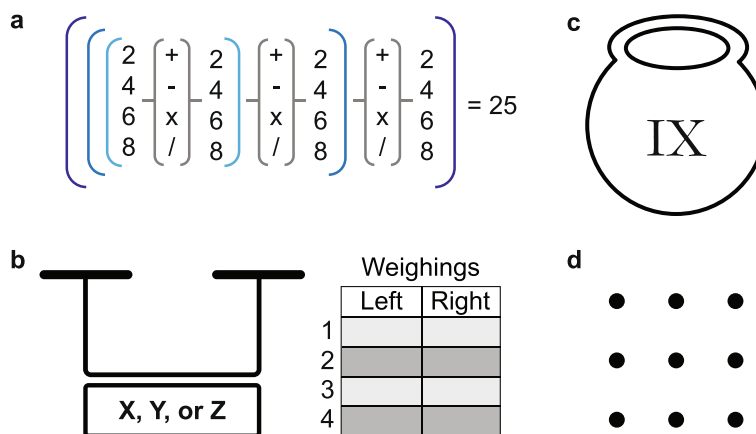 a
2 + 2 + 2 + 2
4 - 4 - 4 - 4
6 x 6 x 6 x 6
8 / 8 / 8 / 8
= 25
c
IX
b
X, Y, or Z
Weighings
Left Right
1
2
3
4
d